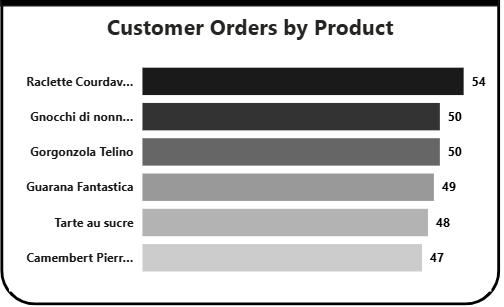 Customer Orders by Product
Raclette Courdav... 54
Gnocchi di nonn... 50
Gorgonzola Telino 50
Guarana Fantastica 49
Tarte au sucre 48
Camembert Pierr... 47